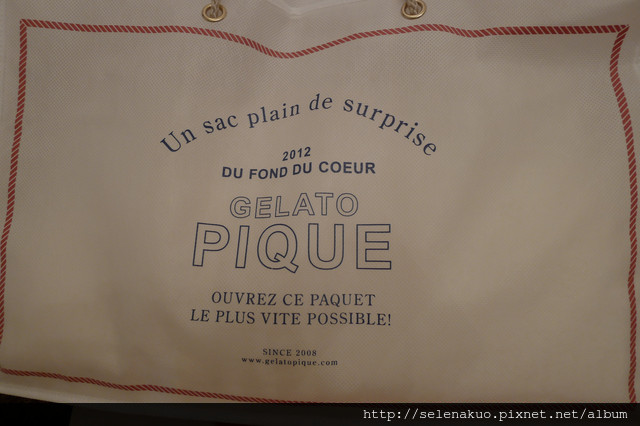 Un sac plain de surprise
2012
DU FOND DU COEUR
GELATO
PIQUE
OUVREZ CE PAQUET
LE PLUS VITE POSSIBLE!
SINCE 2008
www.gelatopique.com
http://selenakuo.pixnet.net/album